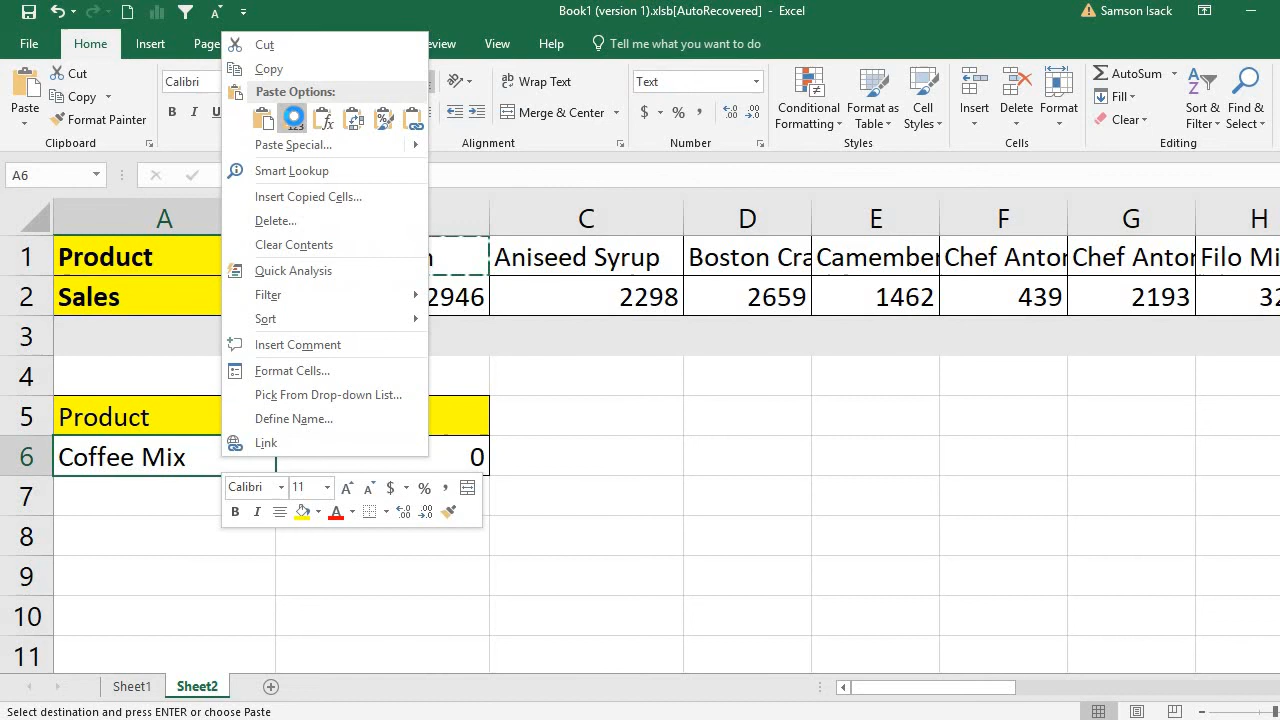 Book1 (version 1).xlsb[AutoRecovered] - Excel
Samson Isack
File
Home
Insert
Page
View
Help
Tell me what you want to do
Cut
Copy
Format Painter
Paste
Clipboard
Calibri
B I U
Wrap Text
Merge & Center
Alignment
Text
$ %
Number
Conditional Formatting
Format as Table
Cell Styles
Styles
Insert
Delete
Format
Cells
AutoSum
Fill
Clear
Sort & Filter
Find & Select
Editing
Cut
Copy
Paste Options:
Paste Special...
Smart Lookup
Insert Copied Cells...
Delete...
Clear Contents
Quick Analysis
Filter
Sort
Insert Comment
Format Cells...
Pick From Drop-down List...
Define Name...
Link
Calibri 11 A A $ % ,
B I A
A6
A C D E F G H
1 Product Aniseed Syrup Boston Cra Camember Chef Anton Chef Anton Filo Mi
2 Sales 2946 2298 2659 1462 439 2193
3
4
5 Product
6 Coffee Mix 0
7
8
9
10
11
Sheet1
Sheet2
Select destination and press ENTER or choose Paste